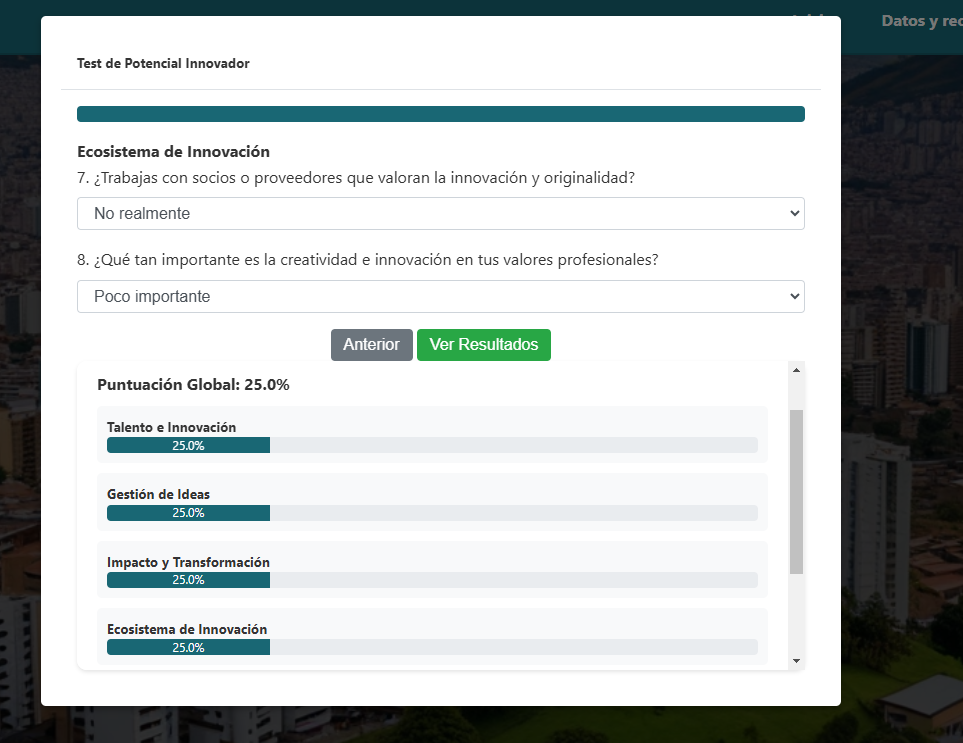 Datos y rec
Test de Potencial Innovador
Ecosistema de Innovación
7. ¿Trabajas con socios o proveedores que valoran la innovación y originalidad?
No realmente
8. ¿Qué tan importante es la creatividad e innovación en tus valores profesionales?
Poco importante
Anterior Ver Resultados
Puntuación Global: 25.0%
Talento e Innovación
25.0%
Gestión de Ideas
25.0%
Impacto y Transformación
25.0%
Ecosistema de Innovación
25.0%